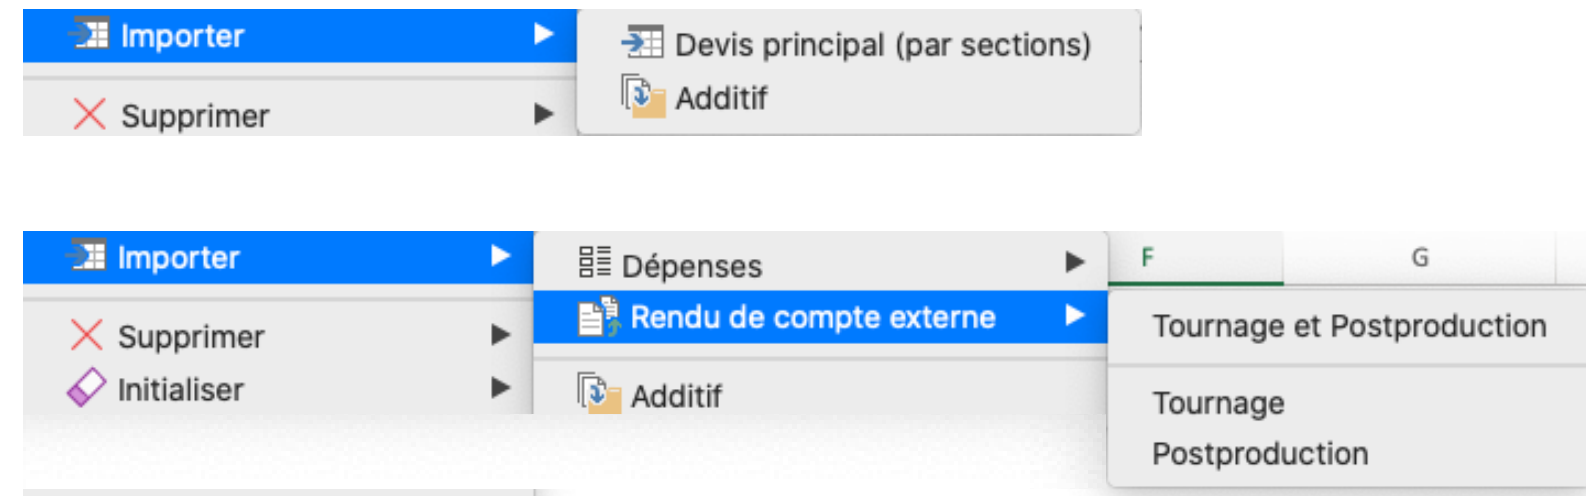 Importer
Devis principal (par sections)
Additif
Supprimer
Importer
Dépenses
F
G
Rendu de compte externe
Tournage et Postproduction
Supprimer
Initialiser
Additif
Tournage
Postproduction